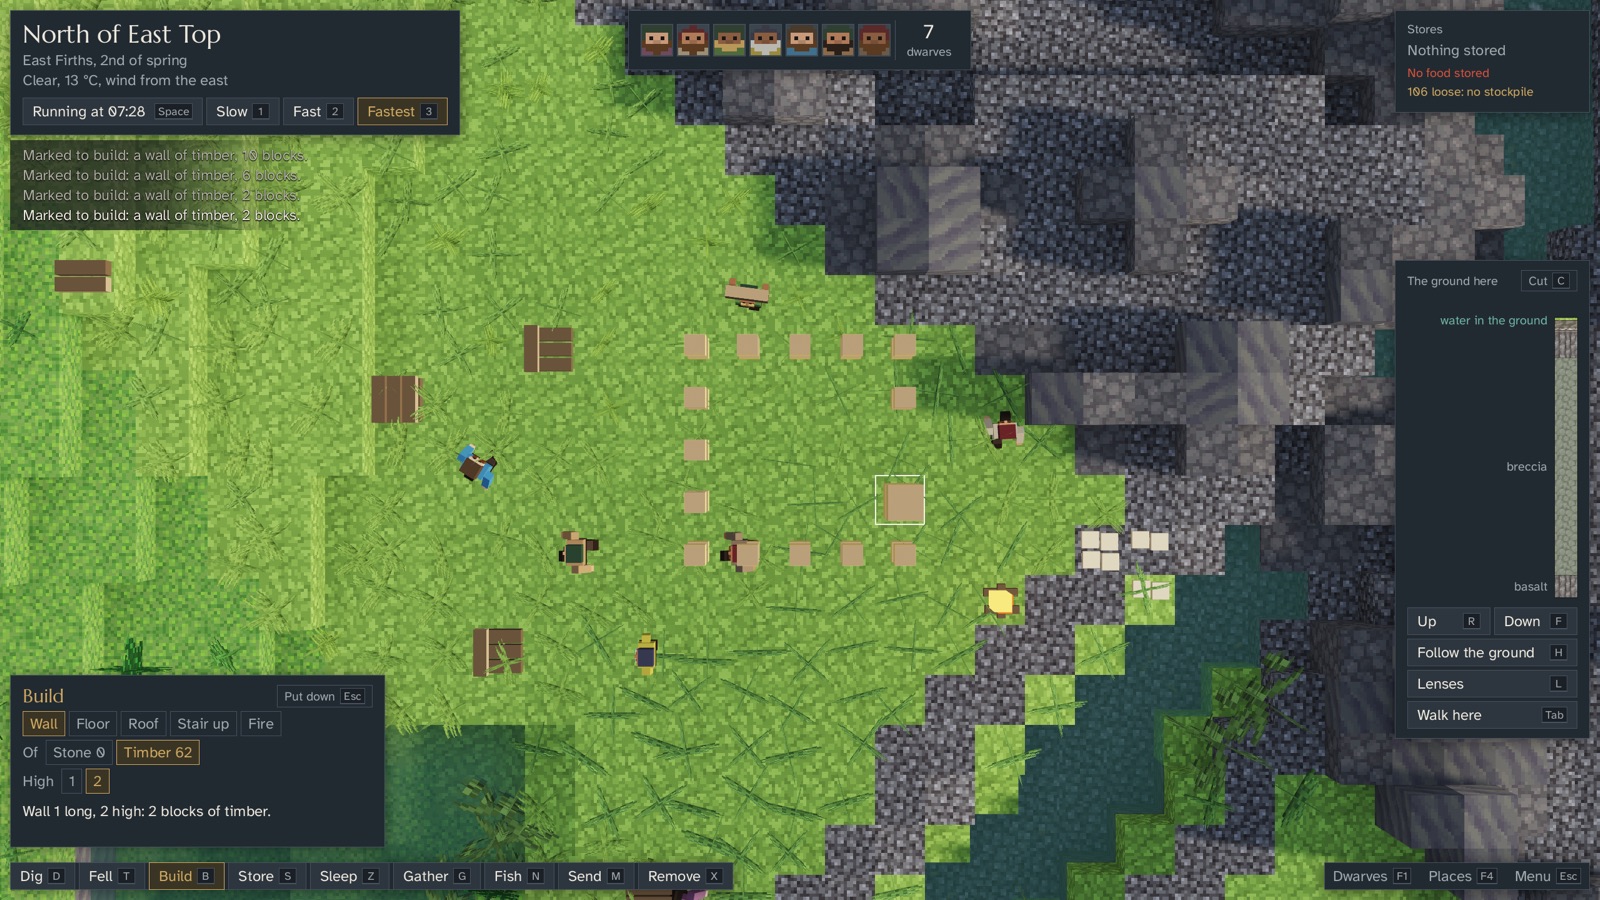 North of East Top
East Firths, 2nd of spring
Clear, 13 °C, wind from the east
Running at 07:28 Space
Slow 1
Fast 2
Fastest 3
Marked to build: a wall of timber, 10 blocks.
Marked to build: a wall of timber, 6 blocks.
Marked to build: a wall of timber, 2 blocks.
Marked to build: a wall of timber, 2 blocks.
7
dwarves
Stores
Nothing stored
No food stored
106 loose: no stockpile
The ground here
Cut C
water in the ground
breccia
basalt
Up R
Down F
Follow the ground H
Lenses L
Walk here Tab
Build
Put down Esc
Wall Floor Roof Stair up Fire
Of Stone 0 Timber 62
High 1 2
Wall 1 long, 2 high: 2 blocks of timber.
Dig D
Fell T
Build B
Store S
Sleep Z
Gather G
Fish N
Send M
Remove X
Dwarves F1
Places F4
Menu Esc